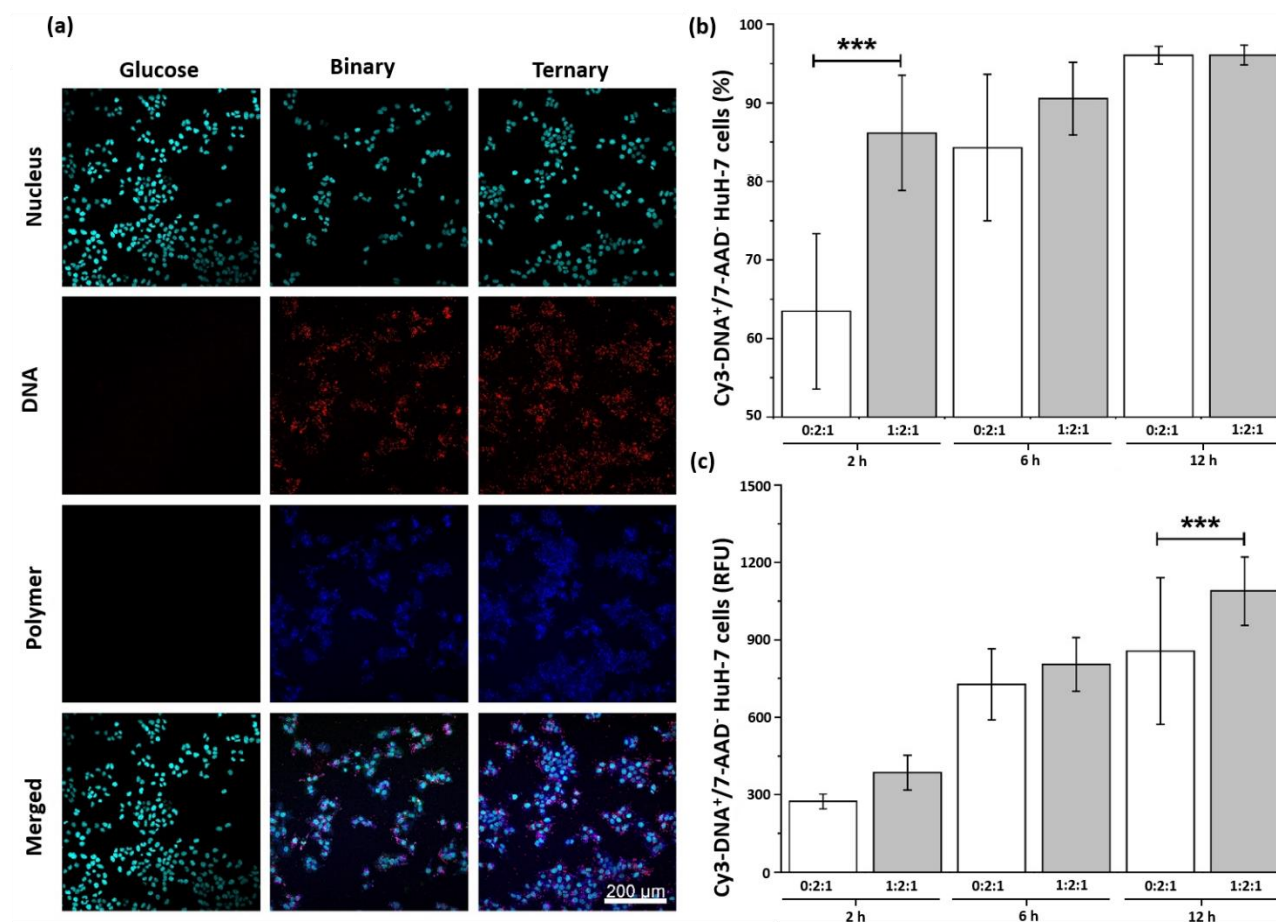 (a)
Glucose
Binary
Ternary
Nucleus
DNA
Polymer
Merged
200 µm
(b)
Cy3-DNA⁺/7-AAD⁻ HuH-7 cells (%)
100
90
80
70
60
50
***
0:2:1 1:2:1 0:2:1 1:2:1 0:2:1 1:2:1
2 h 6 h 12 h
(c)
Cy3-DNA⁺/7-AAD⁻ HuH-7 cells (RFU)
1500
1200
900
600
300
0
***
0:2:1 1:2:1 0:2:1 1:2:1 0:2:1 1:2:1
2 h 6 h 12 h